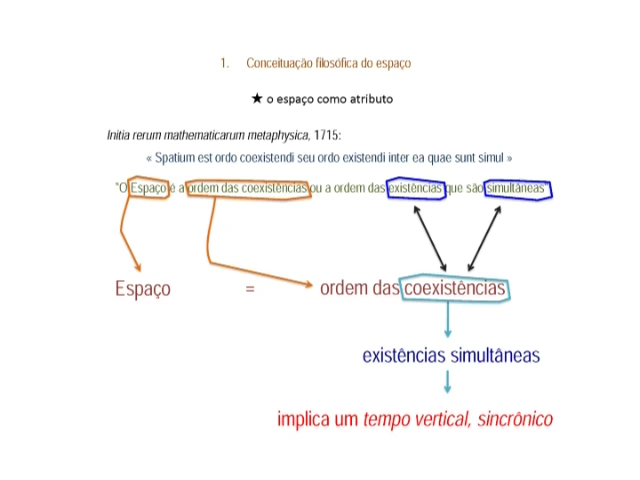 1. Conceituação filosófica do espaço
★ o espaço como atributo
Initia rerum mathematicarum metaphysica, 1715:
« Spatium est ordo coexistendi seu ordo existendi inter ea quae sunt simul »
"O Espaço é a ordem das coexistências ou a ordem das existências que são simultâneas"
Espaço = ordem das coexistências
existências simultâneas
implica um tempo vertical, sincrônico